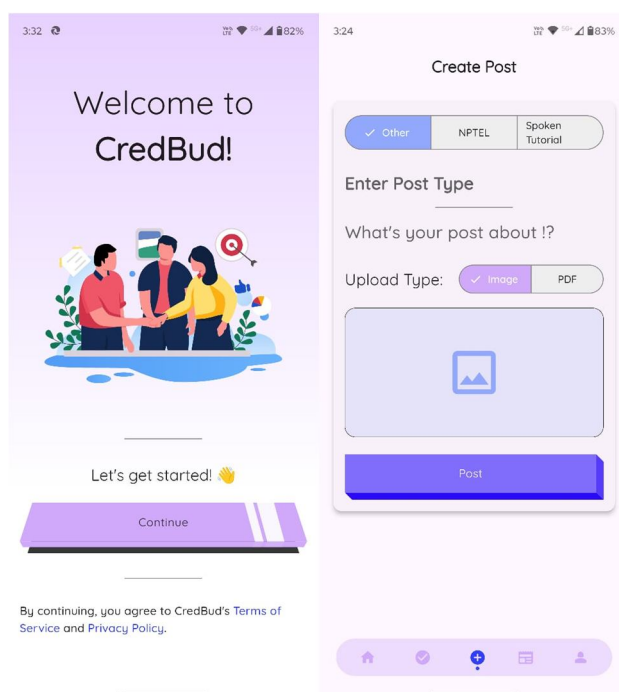 3:32
82%
Welcome to
CredBud!
Let's get started! 👋
Continue
By continuing, you agree to CredBud's Terms of
Service and Privacy Policy.
3:24
5G+
83%
Create Post
Other
NPTEL
Spoken
Tutorial
Enter Post Type
What's your post about !?
Upload Type:
Image
PDF
Post